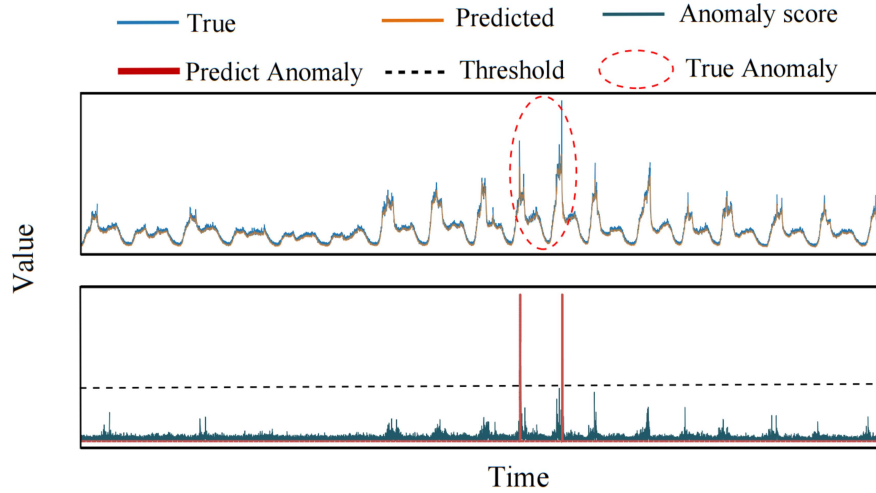 True
Predicted
Anomaly score
Predict Anomaly
Threshold
True Anomaly
Value
Time